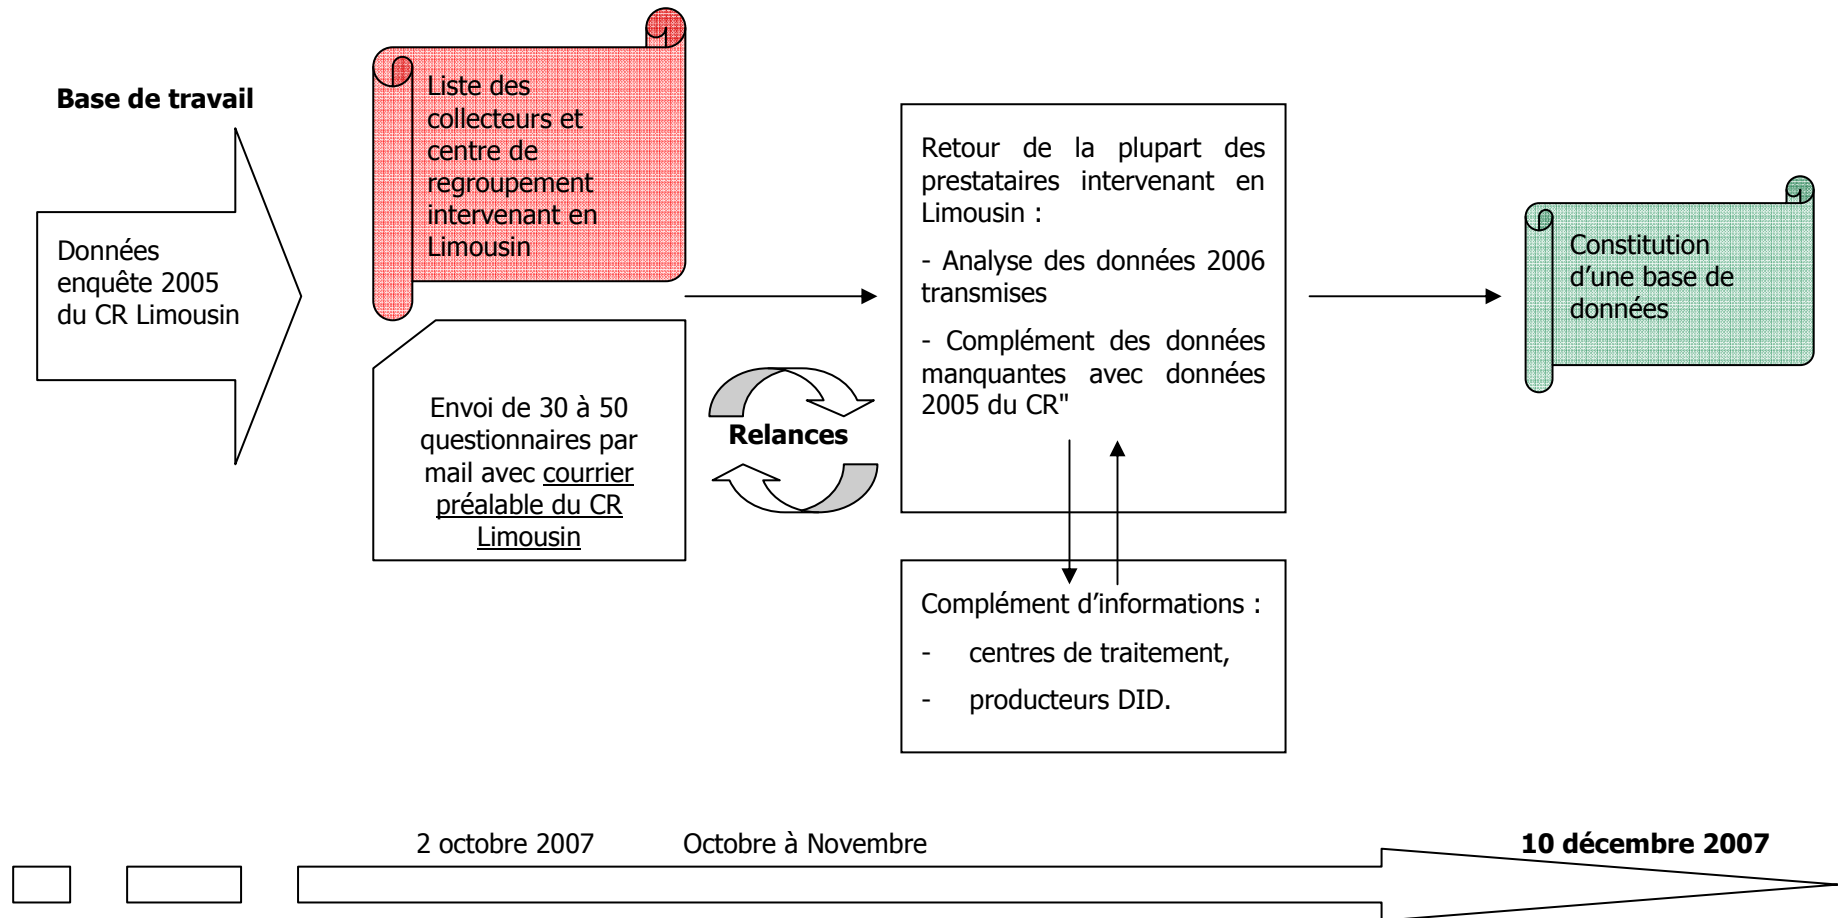 Base de travail
Données
enquête 2005
du CR Limousin
Liste des
collecteurs et
centre de
regroupement
intervenant en
Limousin
Envoi de 30 à 50
questionnaires par
mail avec courrier
préalable du CR
Limousin
Relances
Retour de la plupart des
prestataires intervenant en
Limousin :
- Analyse des données 2006
transmises
- Complément des données
manquantes avec données
2005 du CR"
Complément d’informations :
- centres de traitement,
- producteurs DID.
Constitution
d’une base de
données
2 octobre 2007
Octobre à Novembre
10 décembre 2007